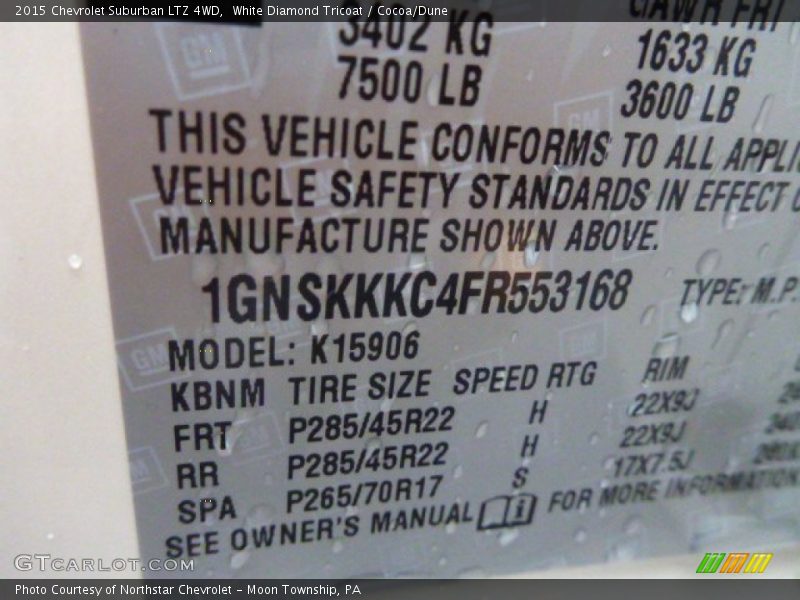 2015 Chevrolet Suburban LTZ 4WD, White Diamond Tricoat / Cocoa/Dune
GAWR FRT
3402 KG 1633 KG
7500 LB 3600 LB
THIS VEHICLE CONFORMS TO ALL APPLI
VEHICLE SAFETY STANDARDS IN EFFECT O
MANUFACTURE SHOWN ABOVE.
1GNSKKKC4FR553168 TYPE: M.P.
MODEL: K15906
KBNM TIRE SIZE SPEED RTG RIM
FRT P285/45R22 H 22X9J
RR P285/45R22 H 22X9J
SPA P265/70R17 S 17X7.5J
SEE OWNER'S MANUAL FOR MORE INFORMATION
GTCarlot.com
Photo Courtesy of Northstar Chevrolet - Moon Township, PA